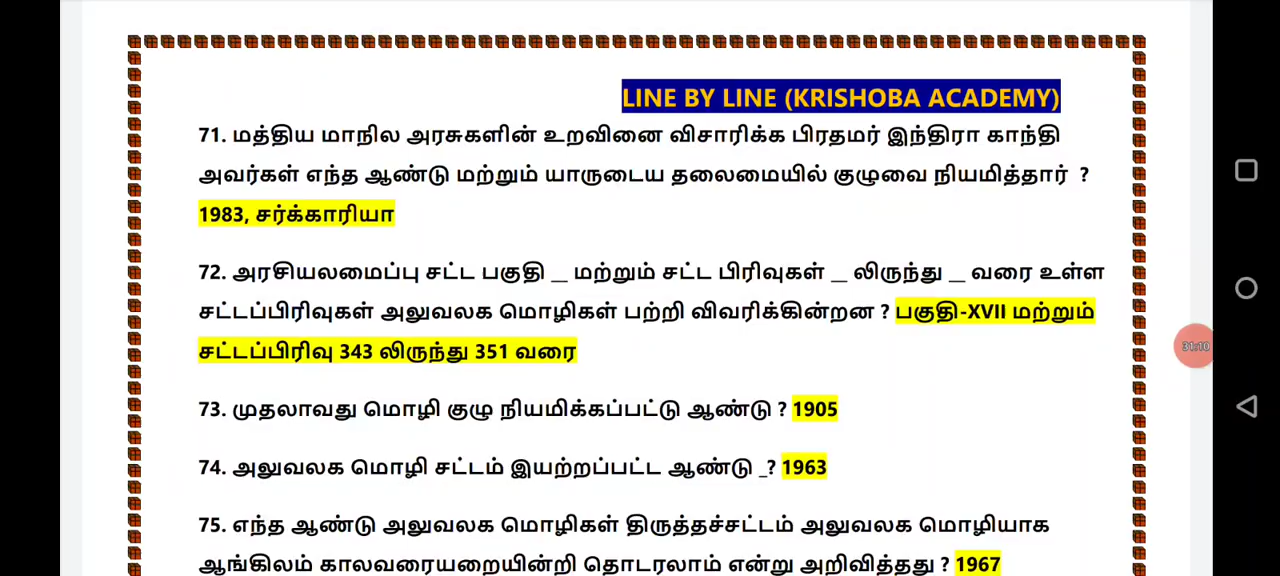 LINE BY LINE (KRISHOBA ACADEMY)
71. மத்திய மாநில அரசுகளின் உறவினை விசாரிக்க பிரதமர் இந்திரா காந்தி
அவர்கள் எந்த ஆண்டு மற்றும் யாருடைய தலைமையில் குழுவை நியமித்தார் ?
1983, சர்க்காரியா
72. அரசியலமைப்பு சட்ட பகுதி _ மற்றும் சட்ட பிரிவுகள் _ லிருந்து _ வரை உள்ள
சட்டப்பிரிவுகள் அலுவலக மொழிகள் பற்றி விவரிக்கின்றன ? பகுதி-XVII மற்றும்
சட்டப்பிரிவு 343 லிருந்து 351 வரை
31:10
73. முதலாவது மொழி குழு நியமிக்கப்பட்டு ஆண்டு ? 1905
74. அலுவலக மொழி சட்டம் இயற்றப்பட்ட ஆண்டு _? 1963
75. எந்த ஆண்டு அலுவலக மொழிகள் திருத்தச்சட்டம் அலுவலக மொழியாக
ஆங்கிலம் காலவரையறையின்றி தொடரலாம் என்று அறிவித்தது ? 1967